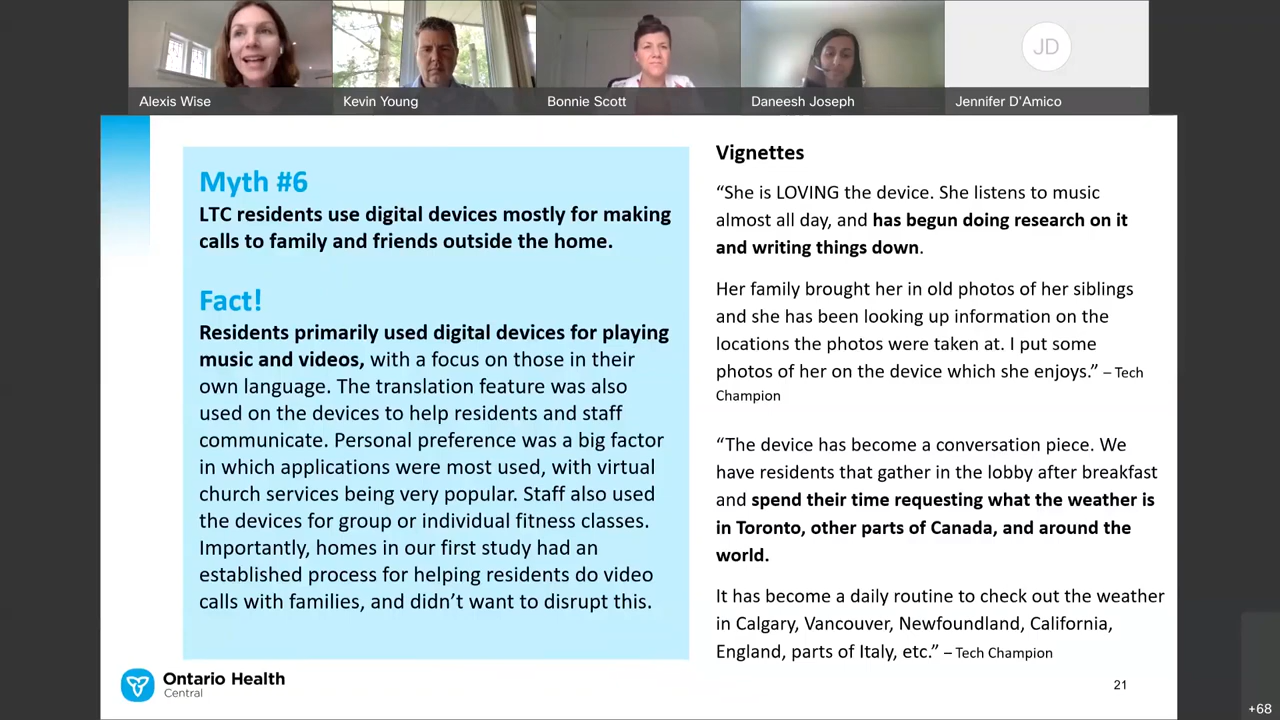 JD
Alexis Wise
Kevin Young
Bonnie Scott
Daneesh Joseph
Jennifer D'Amico
Myth #6
LTC residents use digital devices mostly for making
calls to family and friends outside the home.
Fact!
Residents primarily used digital devices for playing
music and videos, with a focus on those in their
own language. The translation feature was also
used on the devices to help residents and staff
communicate. Personal preference was a big factor
in which applications were most used, with virtual
church services being very popular. Staff also used
the devices for group or individual fitness classes.
Importantly, homes in our first study had an
established process for helping residents do video
calls with families, and didn’t want to disrupt this.
Vignettes
“She is LOVING the device. She listens to music
almost all day, and has begun doing research on it
and writing things down.
Her family brought her in old photos of her siblings
and she has been looking up information on the
locations the photos were taken at. I put some
photos of her on the device which she enjoys.” – Tech
Champion
“The device has become a conversation piece. We
have residents that gather in the lobby after breakfast
and spend their time requesting what the weather is
in Toronto, other parts of Canada, and around the
world.
It has become a daily routine to check out the weather
in Calgary, Vancouver, Newfoundland, California,
England, parts of Italy, etc.” – Tech Champion
Ontario Health
Central
21
+68